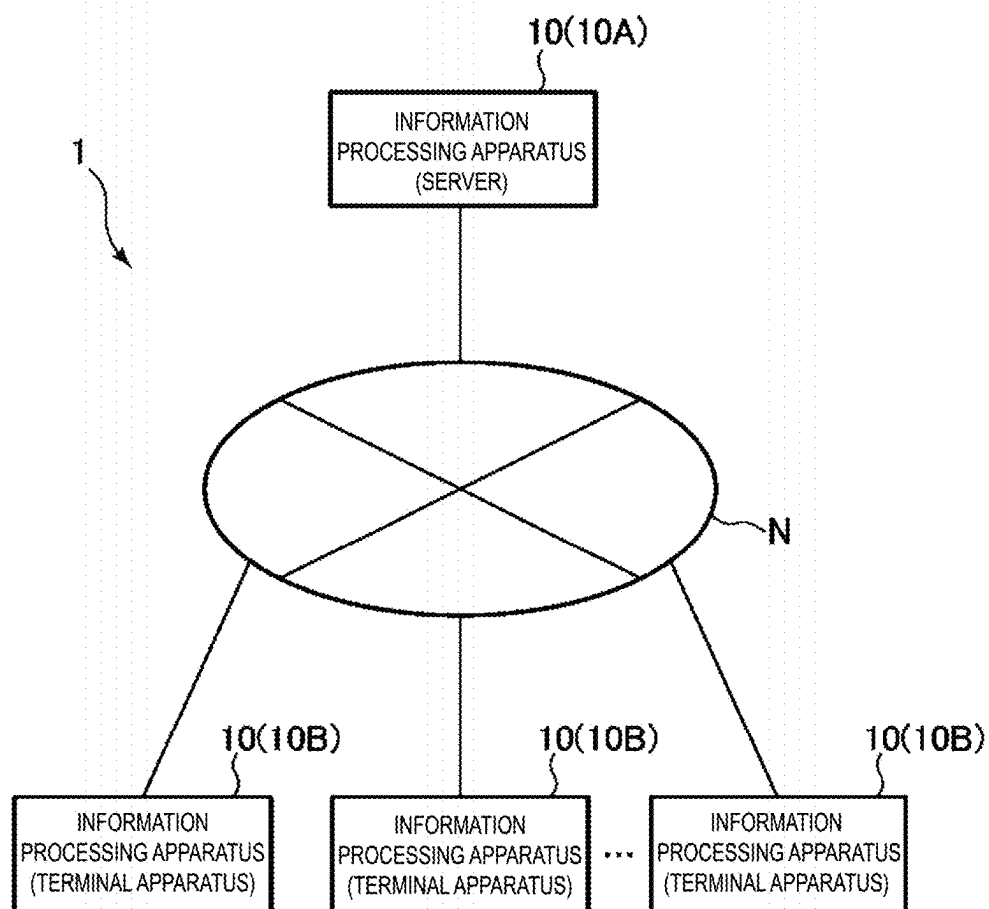 10(10A)
INFORMATION
PROCESSING APPARATUS
(SERVER)
1
N
10(10B)
10(10B)
10(10B)
INFORMATION
PROCESSING APPARATUS
(TERMINAL APPARATUS)
INFORMATION
PROCESSING APPARATUS
(TERMINAL APPARATUS)
...
INFORMATION
PROCESSING APPARATUS
(TERMINAL APPARATUS)